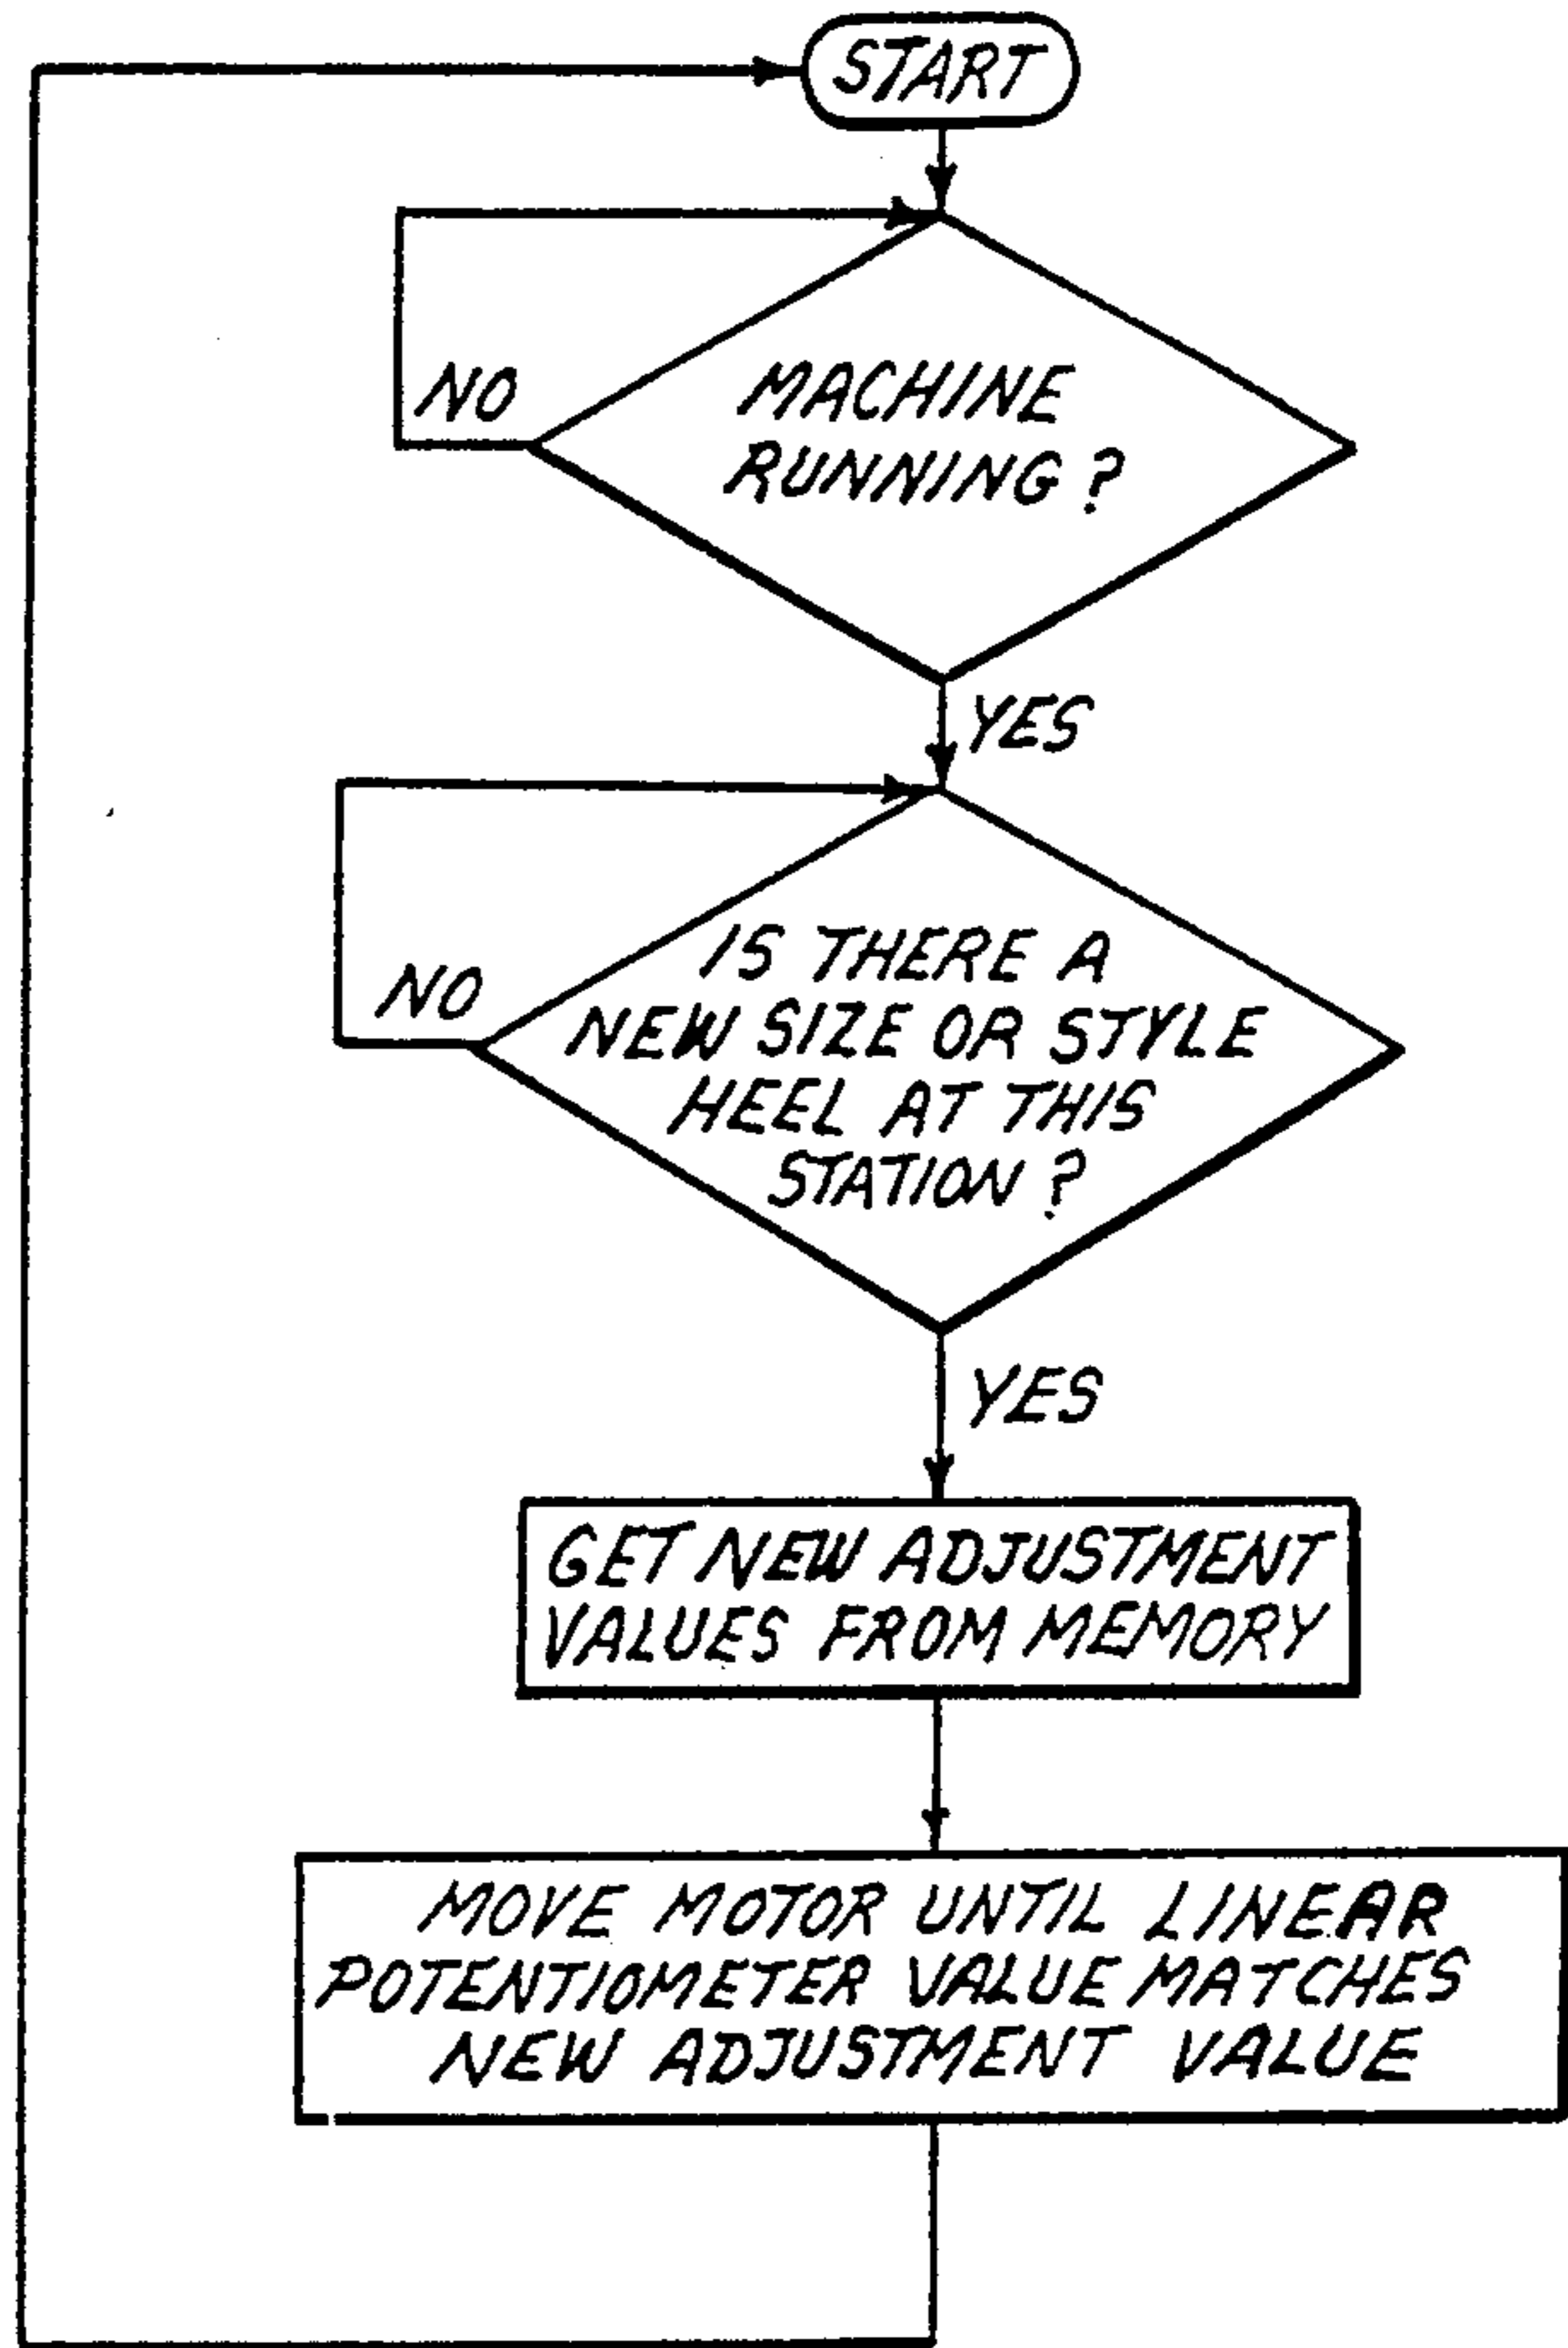 START
MACHINE
RUNNING?
NO
YES
IS THERE A
NEW SIZE OR STYLE
HEEL AT THIS
STATION?
NO
YES
GET NEW ADJUSTMENT
VALUES FROM MEMORY
MOVE MOTOR UNTIL LINEAR
POTENTIOMETER VALUE MATCHES
NEW ADJUSTMENT VALUE